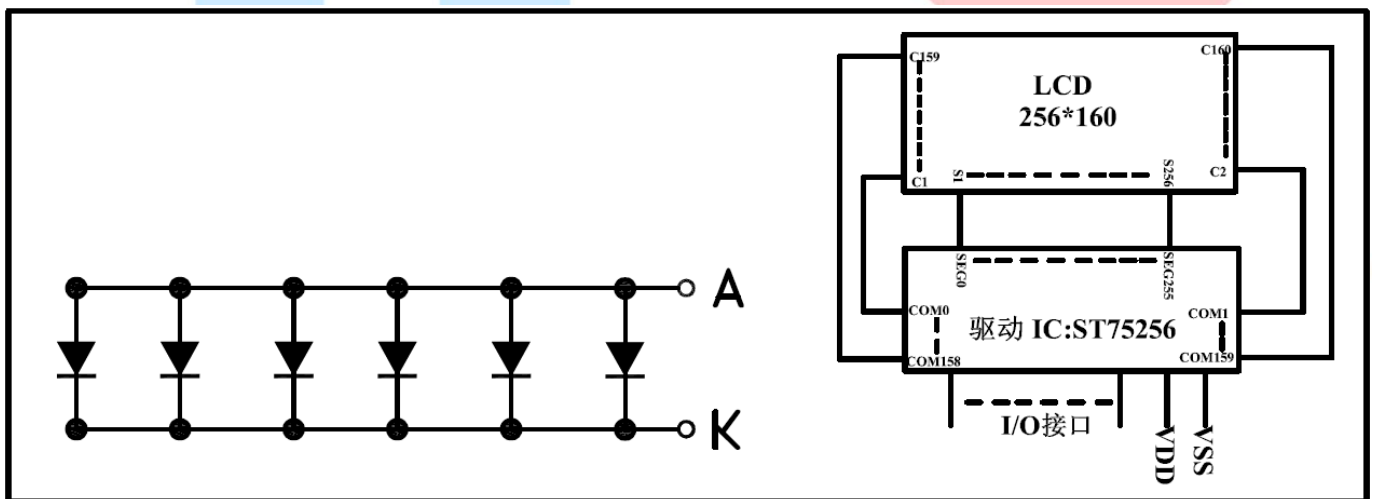 C159
C160
LCD
256*160
C1
S1
S256
C2
SEG0
SEG255
COM0
COM1
驱动 IC:ST75256
COM158
COM159
I/O接口
VDD
VSS
A
K